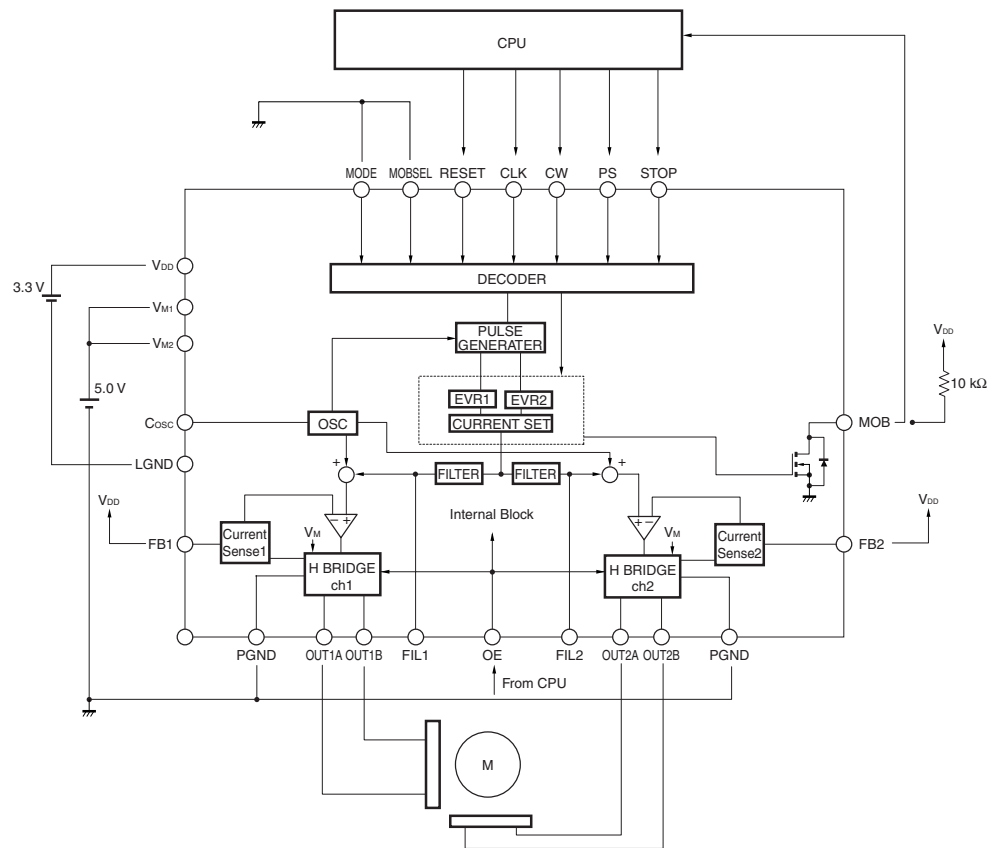 CPU
MODE MOBSEL RESET CLK CW PS STOP
DECODER
VDD
3.3 V
VM1
VM2
5.0 V
PULSE
GENERATER
VDD
10 kΩ
EVR1 EVR2
CURRENT SET
COSC
OSC
MOB
LGND
+
FILTER FILTER
+
VDD
Internal Block
VDD
FB1
Current
Sense1
VM
− +
+ −
VM
Current
Sense2
FB2
H BRIDGE
ch1
H BRIDGE
ch2
PGND OUT1A OUT1B FIL1 OE FIL2 OUT2A OUT2B PGND
From CPU
M